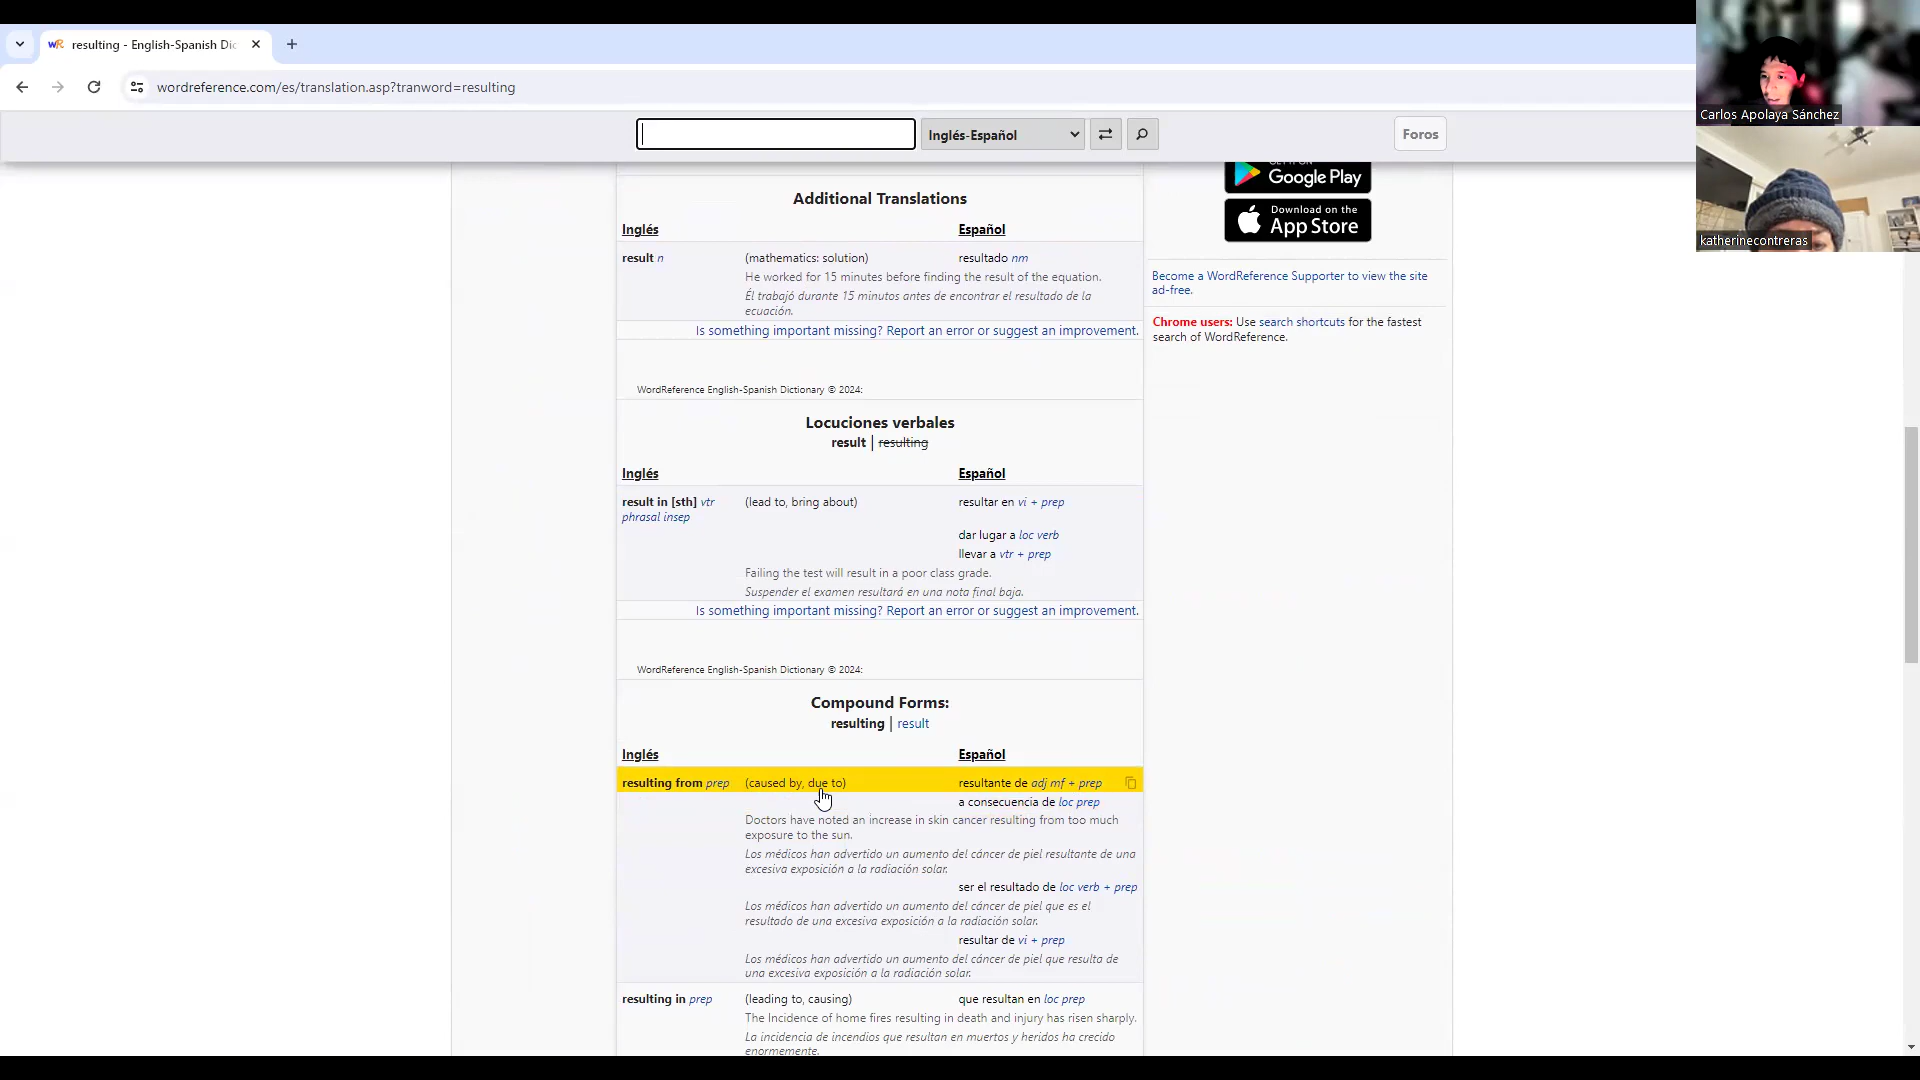 resulting - English-Spanish Dic
wordreference.com/es/translation.asp?tranword=resulting
Inglés-Español
Foros
Carlos Apolaya Sánchez
katherinecontreras
Google Play
Download on the
App Store
Become a WordReference Supporter to view the site
ad-free.
Chrome users: Use search shortcuts for the fastest
search of WordReference.
Additional Translations
Inglés Español
result n (mathematics: solution) resultado nm
He worked for 15 minutes before finding the result of the equation.
Él trabajó durante 15 minutos antes de encontrar el resultado de la
ecuación.
Is something important missing? Report an error or suggest an improvement.
WordReference English-Spanish Dictionary © 2024:
Locuciones verbales
result | resulting
Inglés Español
result in [sth] vtr (lead to, bring about) resultar en vi + prep
phrasal insep
dar lugar a loc verb
llevar a vtr + prep
Failing the test will result in a poor class grade.
Suspender el examen resultará en una nota final baja.
Is something important missing? Report an error or suggest an improvement.
WordReference English-Spanish Dictionary © 2024:
Compound Forms:
resulting | result
Inglés Español
resulting from prep (caused by, due to) resultante de adj mf + prep
a consecuencia de loc prep
Doctors have noted an increase in skin cancer resulting from too much
exposure to the sun.
Los médicos han advertido un aumento del cáncer de piel resultante de una
excesiva exposición a la radiación solar.
ser el resultado de loc verb + prep
Los médicos han advertido un aumento del cáncer de piel que es el
resultado de una excesiva exposición a la radiación solar.
resultar de vi + prep
Los médicos han advertido un aumento del cáncer de piel que resulta de
una excesiva exposición a la radiación solar.
resulting in prep (leading to, causing) que resultan en loc prep
The Incidence of home fires resulting in death and injury has risen sharply.
La incidencia de incendios que resultan en muertos y heridos ha crecido
enormemente.